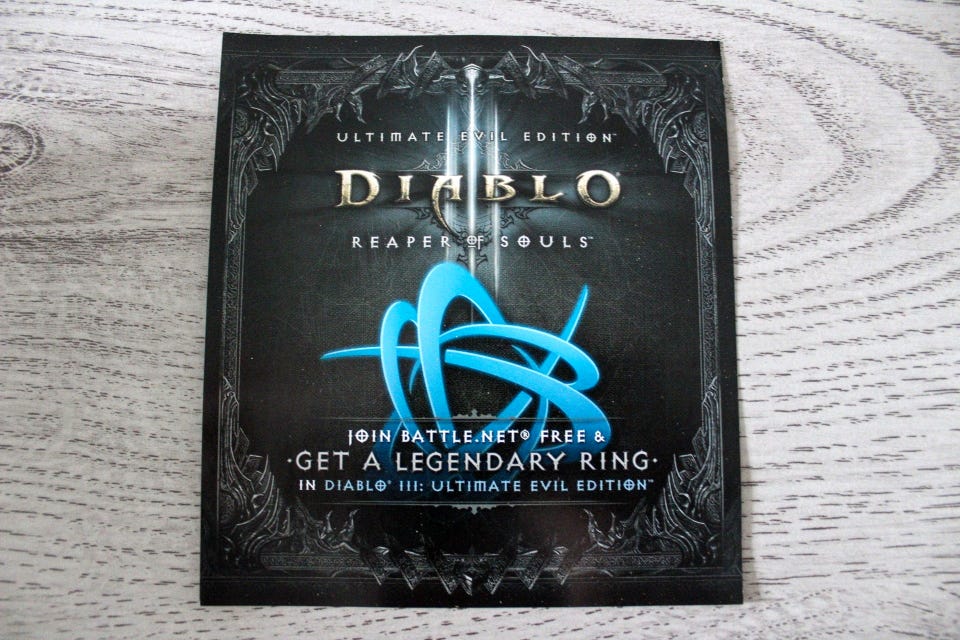 ULTIMATE EVIL EDITION™
DIABLO®
REAPER OF SOULS™
JOIN BATTLE.NET® FREE &
·GET A LEGENDARY RING·
IN DIABLO® III: ULTIMATE EVIL EDITION™